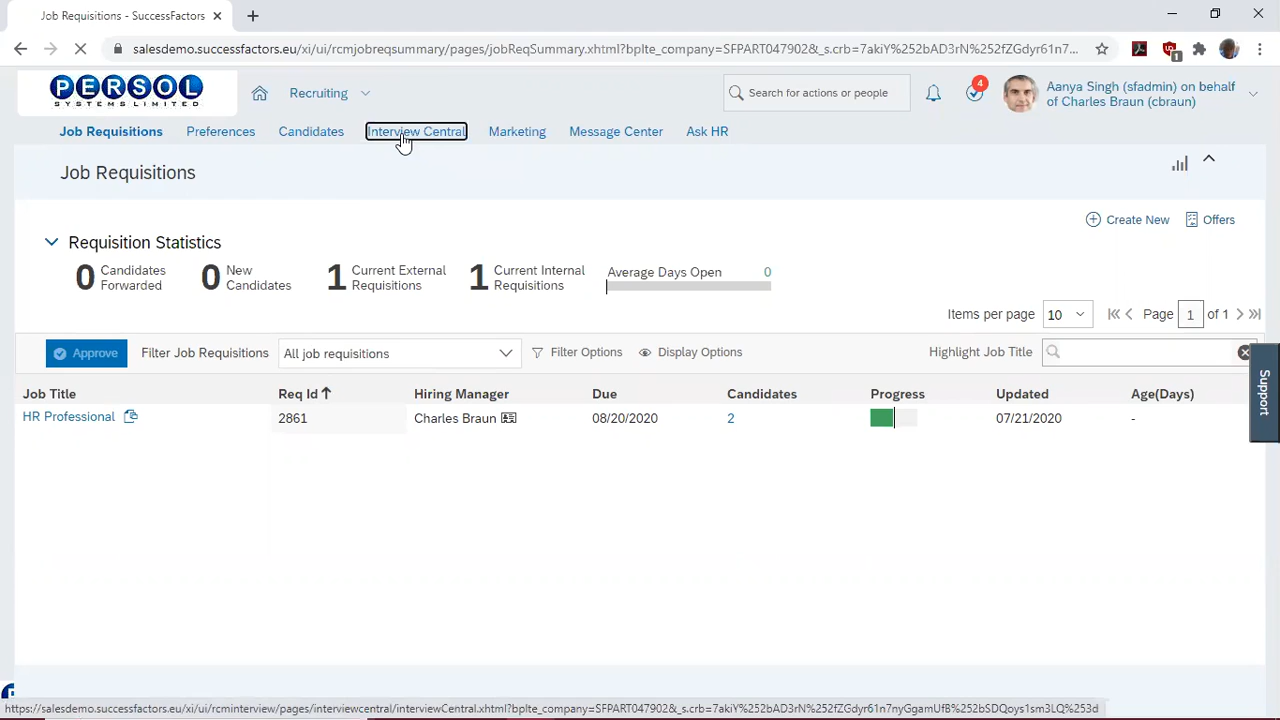 Job Requisitions - SuccessFactors
salesdemo.successfactors.eu/xi/ui/rcmjobreqsummary/pages/jobReqSummary.xhtml?bplte_company=SFPART047902&_s.crb=7akiY%252bAD3rN%252fZGdyr61n7...
1
PERSOL
SYSTEMS LIMITED
Recruiting
Search for actions or people
4
Aanya Singh (sfadmin) on behalf
of Charles Braun (cbraun)
Job Requisitions Preferences Candidates Interview Central Marketing Message Center Ask HR
Job Requisitions
Create New Offers
Requisition Statistics
0 Candidates Forwarded 0 New Candidates 1 Current External Requisitions 1 Current Internal Requisitions Average Days Open 0
Items per page 10 Page 1 of 1
Approve Filter Job Requisitions All job requisitions Filter Options Display Options Highlight Job Title
Support
Job Title Req Id Hiring Manager Due Candidates Progress Updated Age(Days)
HR Professional 2861 Charles Braun 08/20/2020 2 07/21/2020 -
https://salesdemo.successfactors.eu/xi/ui/rcminterview/pages/interviewcentral/interviewCentral.xhtml?bplte_company=SFPART047902&_s.crb=7akiY%252bAD3rN%252fZGdyr61n7nyGgamUfB%252bSDQoys1sm3LQ%253d